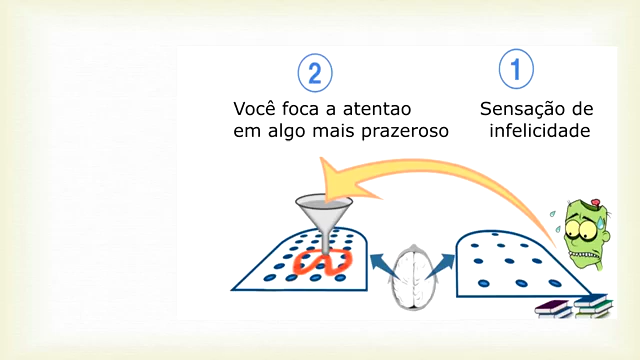 2
Você foca a atentao
em algo mais prazeroso
1
Sensação de
infelicidade